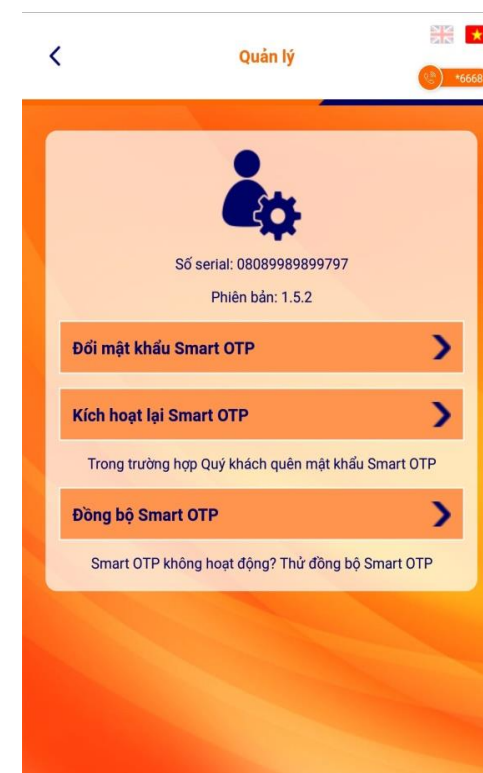 Quản lý
*6668
Số serial: 08089989899797
Phiên bản: 1.5.2
Đổi mật khẩu Smart OTP
Kích hoạt lại Smart OTP
Trong trường hợp Quý khách quên mật khẩu Smart OTP
Đồng bộ Smart OTP
Smart OTP không hoạt động? Thử đồng bộ Smart OTP